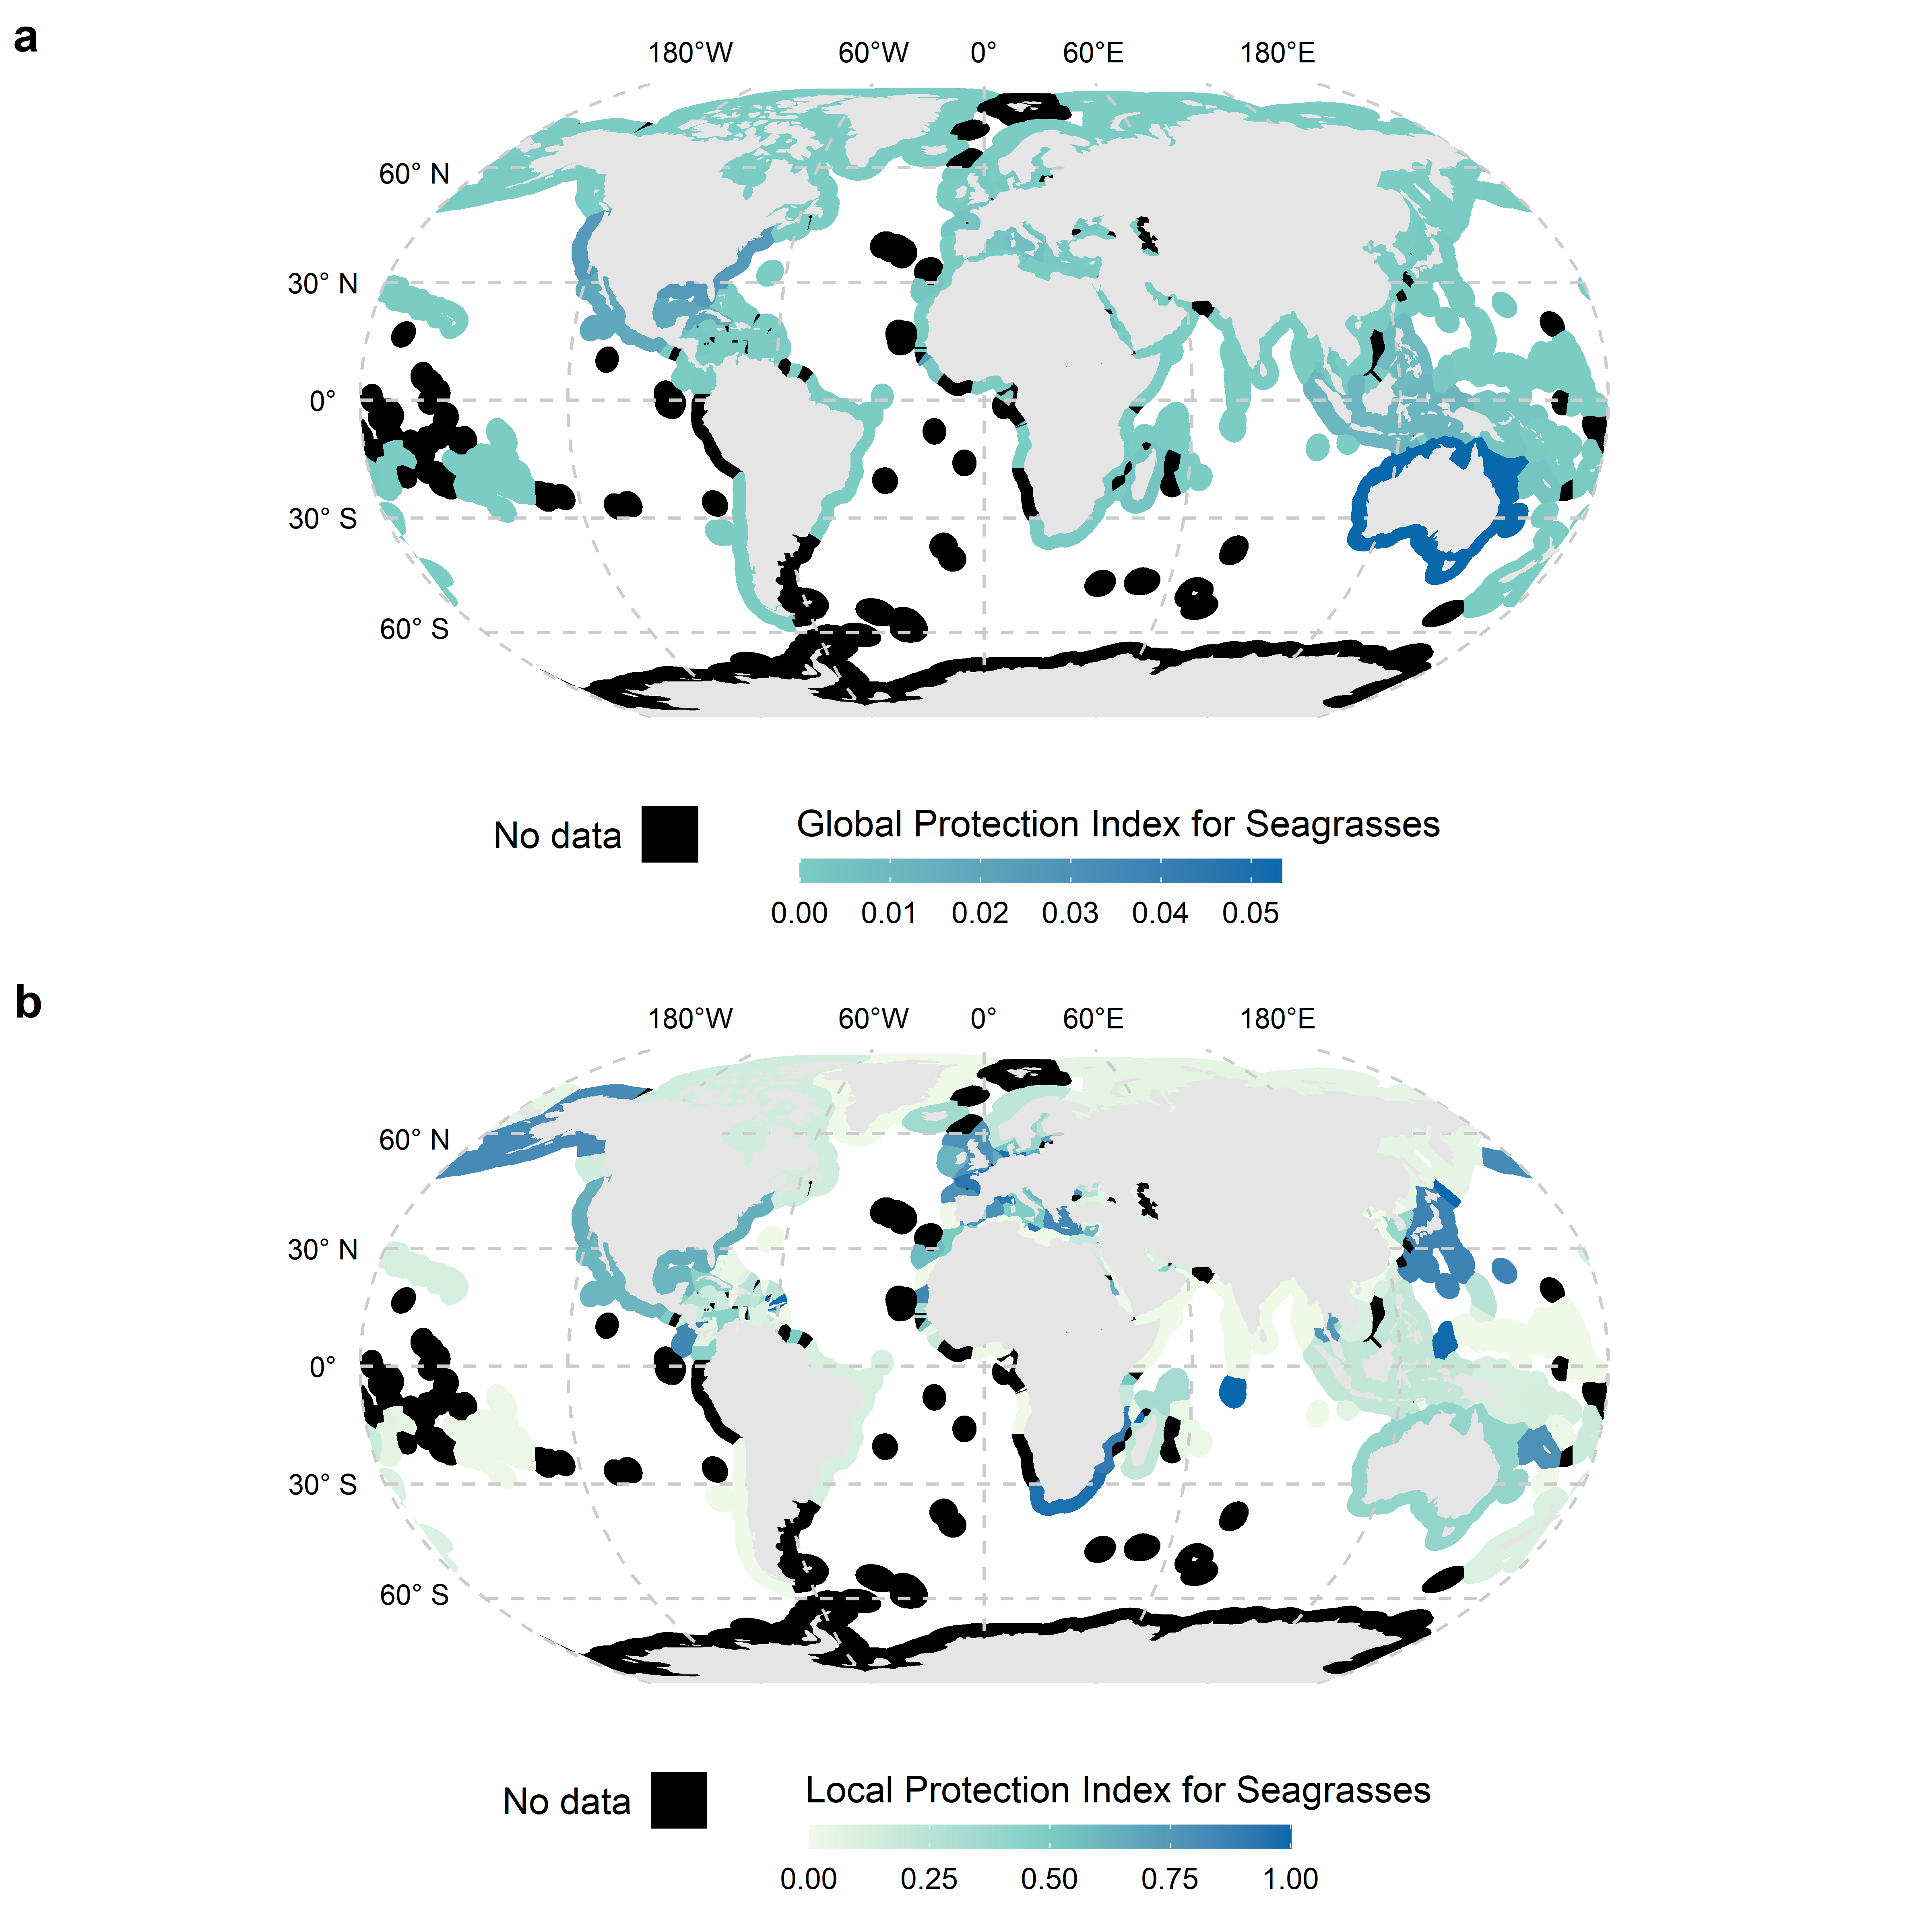 a
180°W 60°W 0° 60°E 180°E
60° N
30° N
0°
30° S
60° S
No data
Global Protection Index for Seagrasses
0.00 0.01 0.02 0.03 0.04 0.05
b
180°W 60°W 0° 60°E 180°E
60° N
30° N
0°
30° S
60° S
No data
Local Protection Index for Seagrasses
0.00 0.25 0.50 0.75 1.00